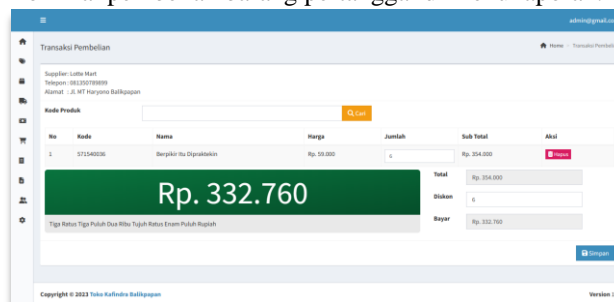 admin@gmail.co
Transaksi Pembelian
Home
Transaksi Pembeli
Supplier: Lotte Mart
Telepon : 081350789899
Alamat : Jl. MT Haryono Balikpapan
Kode Produk
Cari
No Kode Nama Harga Jumlah Sub Total Aksi
1 571540036 Berpikir Itu Dipraktekin Rp. 59.000 6 Rp. 354.000 Hapus
Rp. 332.760
Tiga Ratus Tiga Puluh Dua Ribu Tujuh Ratus Enam Puluh Rupiah
Total Rp. 354.000
Diskon 6
Bayar Rp. 332.760
Simpan
Copyright © 2023 Toko Kafindra Balikpapan
Version